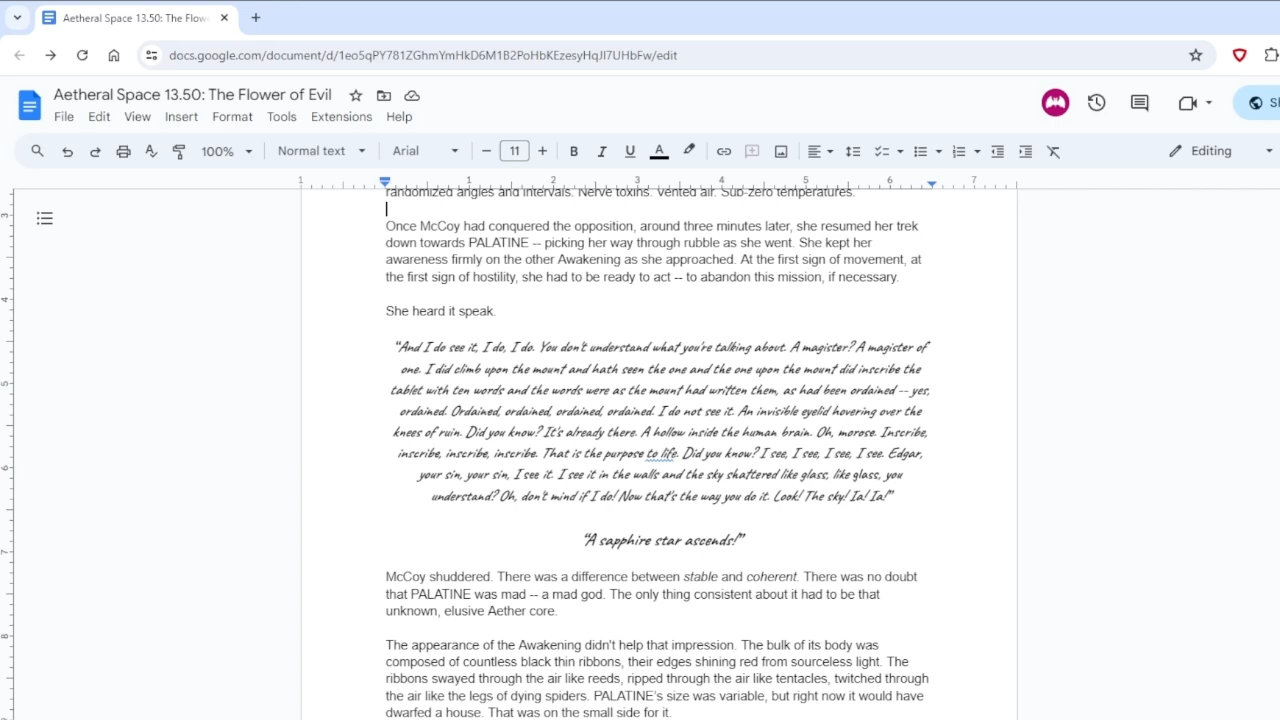 Aetheral Space 13.50: The Flowe
docs.google.com/document/d/1eo5qPY781ZGhmYmHkD6M1B2PoHbKEzesyHqJl7UHbFw/edit
Aetheral Space 13.50: The Flower of Evil
File Edit View Insert Format Tools Extensions Help
100% Normal text Arial 11 B I U A Editing
1 1 2 3 4 5 6 7
randomized angles and intervals. Nerve toxins. Vented air. Sub-zero temperatures.
Once McCoy had conquered the opposition, around three minutes later, she resumed her trek
down towards PALATINE -- picking her way through rubble as she went. She kept her
awareness firmly on the other Awakening as she approached. At the first sign of movement, at
the first sign of hostility, she had to be ready to act -- to abandon this mission, if necessary.
She heard it speak.
“And I do see it, I do, I do. You don't understand what you're talking about. A magister? A magister of
one. I did climb upon the mount and hath seen the one and the one upon the mount did inscribe the
tablet with ten words and the words were as the mount had written them, as had been ordained -- yes,
ordained. Ordained, ordained, ordained, ordained. I do not see it. An invisible eyelid hovering over the
knees of ruin. Did you know? It's already there. A hollow inside the human brain. Oh, morose. Inscribe,
inscribe, inscribe, inscribe. That is the purpose to life. Did you know? I see, I see, I see, I see. Edgar,
your sin, your sin, I see it. I see it in the walls and the sky shattered like glass, like glass, you
understand? Oh, don't mind if I do! Now that's the way you do it. Look! The sky! Ia! Ia!”
“A sapphire star ascends!”
McCoy shuddered. There was a difference between stable and coherent. There was no doubt
that PALATINE was mad -- a mad god. The only thing consistent about it had to be that
unknown, elusive Aether core.
The appearance of the Awakening didn't help that impression. The bulk of its body was
composed of countless black thin ribbons, their edges shining red from sourceless light. The
ribbons swayed through the air like reeds, ripped through the air like tentacles, twitched through
the air like the legs of dying spiders. PALATINE's size was variable, but right now it would have
dwarfed a house. That was on the small side for it.
3
4
5
6
7
8